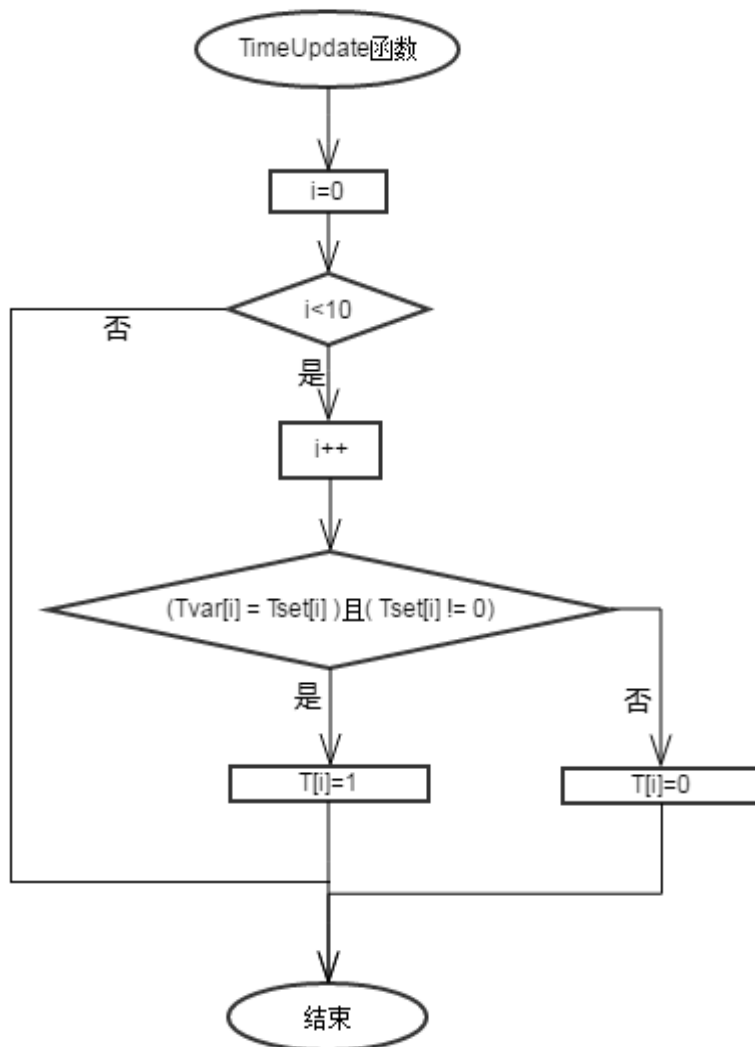 TimeUpdate函数
i=0
i<10
否
是
i++
(Tvar[i] = Tset[i] )且( Tset[i] != 0)
是
否
T[i]=1
T[i]=0
结束